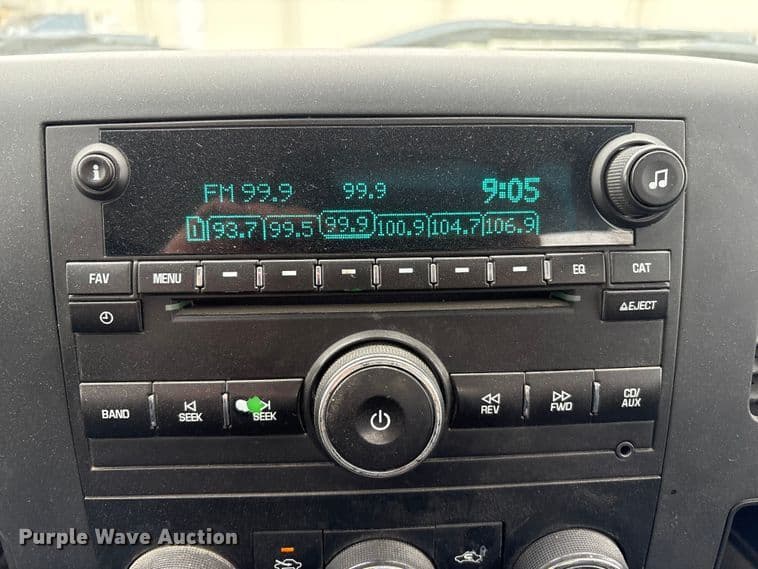 FM 99.9 99.9 9:05
1 93.7 99.5 99.9 100.9 104.7 106.9
FAV MENU EQ CAT
EJECT
BAND SEEK SEEK REV FWD CD/
AUX
Purple Wave Auction